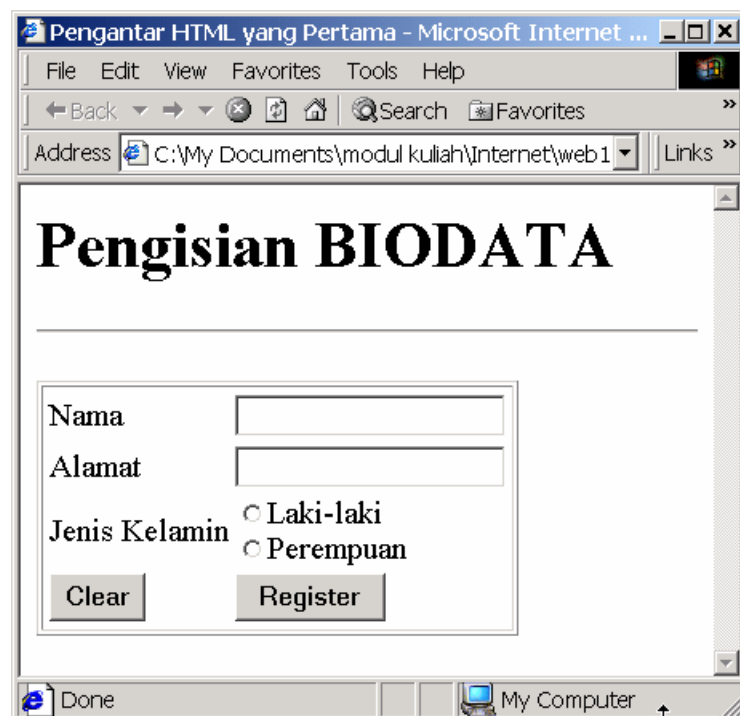 Pengantar HTML yang Pertama - Microsoft Internet ...
File Edit View Favorites Tools Help
Back Search Favorites »
Address C:\My Documents\modul kuliah\Internet\web1 Links »
Pengisian BIODATA
Nama
Alamat
Jenis Kelamin
Laki-laki
Perempuan
Clear Register
Done My Computer